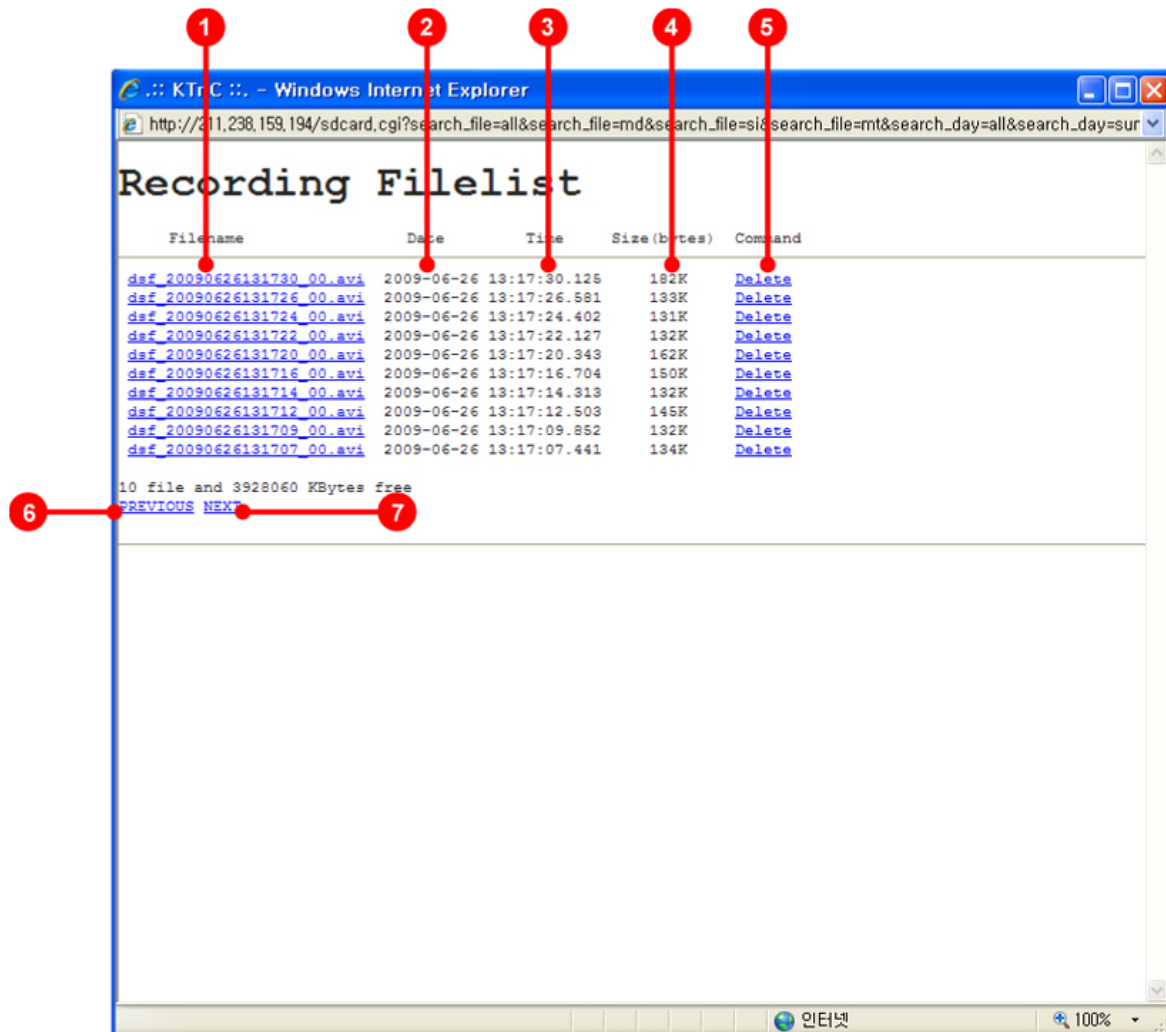 1 2 3 4 5
.:: KTnC ::. - Windows Internet Explorer
http://211,238,159,194/sdcard,cgi?search_file=all&search_file=md&search_file=si&search_file=mt&search_day=all&search_day=sur
Recording Filelist
Filename Date Time Size(bytes) Command
dsf_20090626131730_00.avi 2009-06-26 13:17:30.125 182K Delete
dsf_20090626131726_00.avi 2009-06-26 13:17:26.581 133K Delete
dsf_20090626131724_00.avi 2009-06-26 13:17:24.402 131K Delete
dsf_20090626131722_00.avi 2009-06-26 13:17:22.127 132K Delete
dsf_20090626131720_00.avi 2009-06-26 13:17:20.343 162K Delete
dsf_20090626131716_00.avi 2009-06-26 13:17:16.704 150K Delete
dsf_20090626131714_00.avi 2009-06-26 13:17:14.313 132K Delete
dsf_20090626131712_00.avi 2009-06-26 13:17:12.503 145K Delete
dsf_20090626131709_00.avi 2009-06-26 13:17:09.852 132K Delete
dsf_20090626131707_00.avi 2009-06-26 13:17:07.441 134K Delete
10 file and 3928060 KBytes free
6 PREVIOUS NEXT 7
인터넷 100%